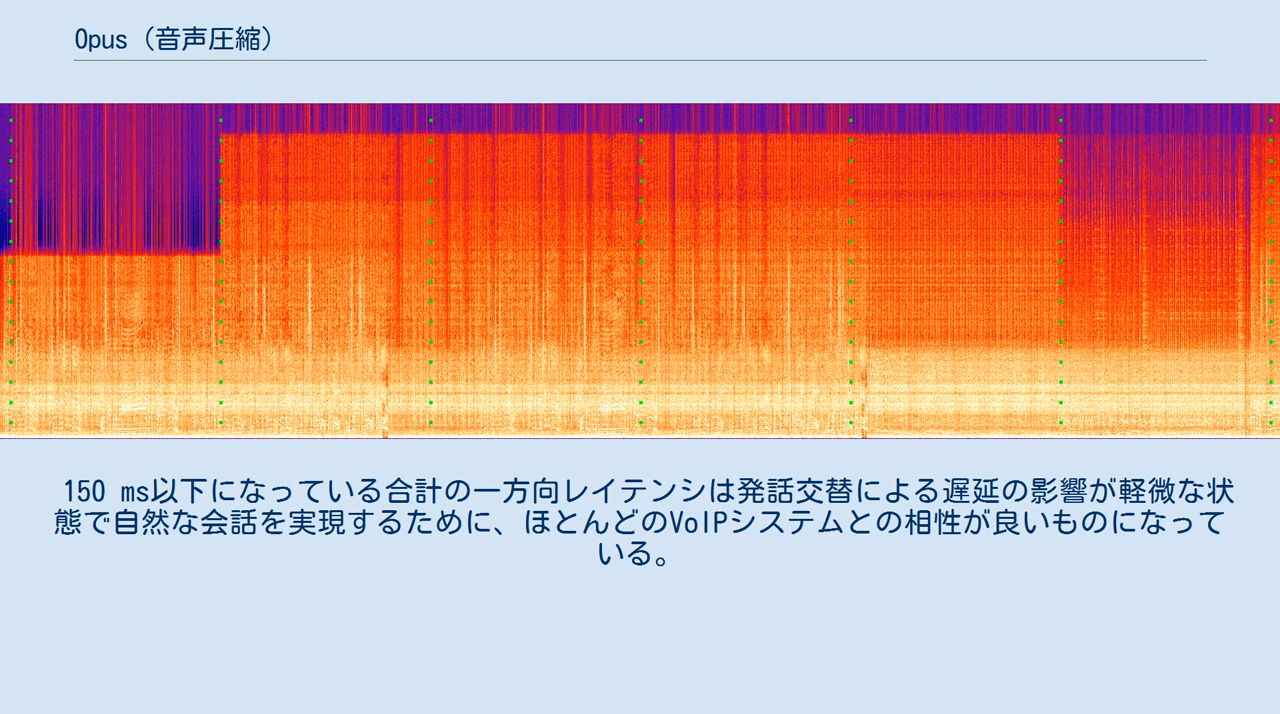 Opus（音声圧縮）
150 ms以下になっている合計の一方向レイテンシは発話交替による遅延の影響が軽微な状
態で自然な会話を実現するために、ほとんどのVoIPシステムとの相性が良いものになって
いる。